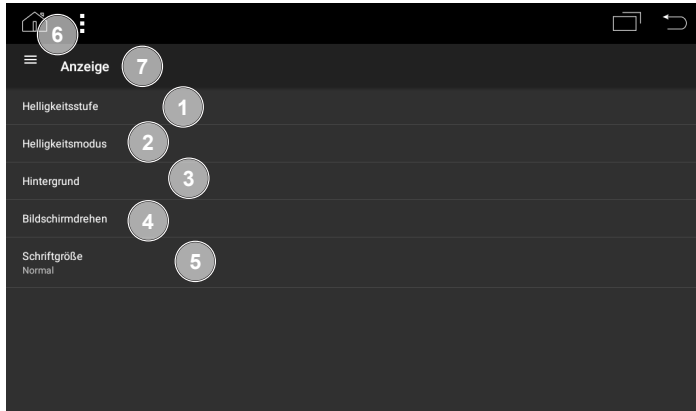 6
Anzeige 7
Helligkeitsstufe 1
Helligkeitsmodus 2
Hintergrund 3
Bildschirmdrehen 4
Schriftgröße 5
Normal